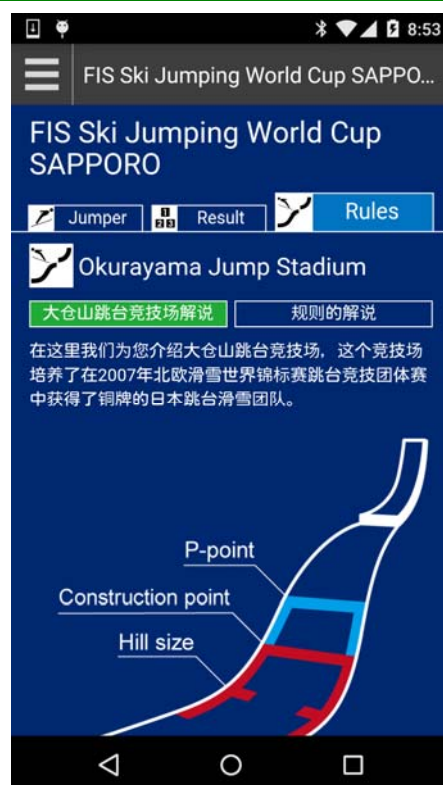 8:53
FIS Ski Jumping World Cup SAPPO...
FIS Ski Jumping World Cup
SAPPORO
Jumper
1
2 3
Result
Rules
Okurayama Jump Stadium
大仓山跳台竞技场解说
规则的解说
在这里我们为您介绍大仓山跳台竞技场，这个竞技场
培养了在2007年北欧滑雪世界锦标赛跳台竞技团体赛
中获得了铜牌的日本跳台滑雪团队。
P-point
Construction point
Hill size